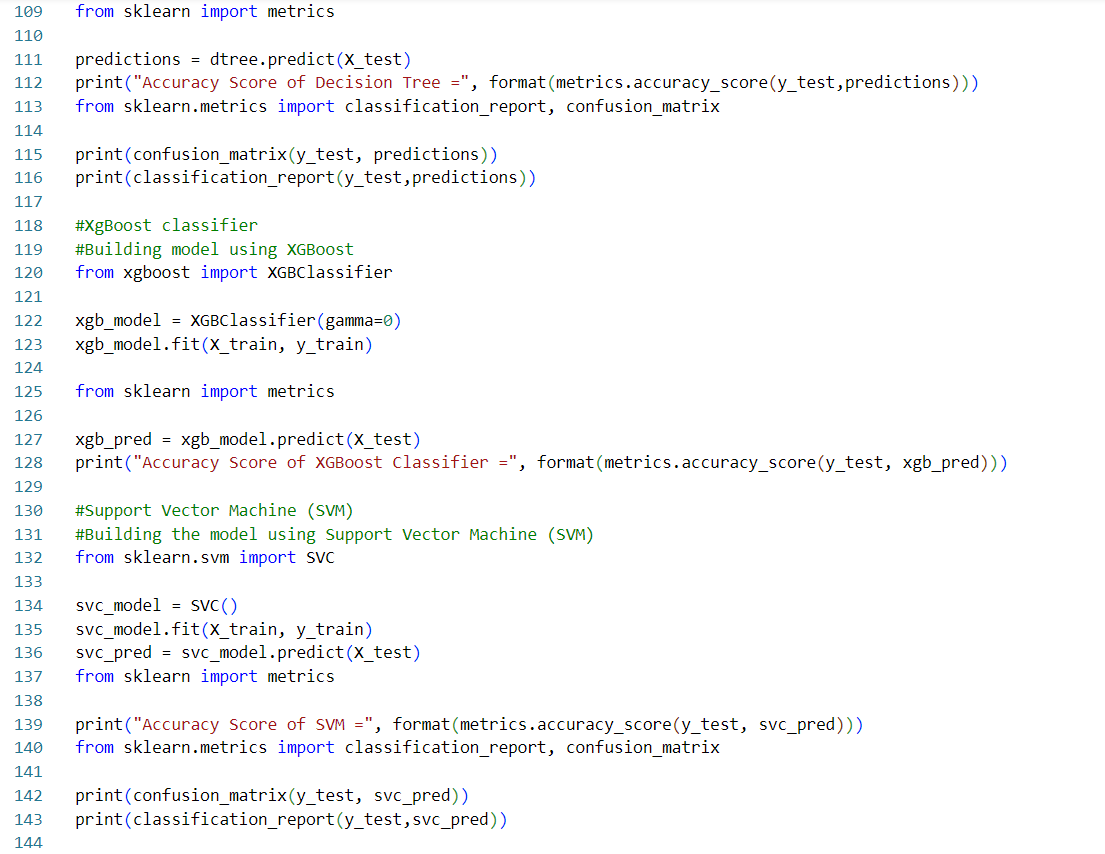 109 from sklearn import metrics
110
111 predictions = dtree.predict(X_test)
112 print("Accuracy Score of Decision Tree =", format(metrics.accuracy_score(y_test,predictions)))
113 from sklearn.metrics import classification_report, confusion_matrix
114
115 print(confusion_matrix(y_test, predictions))
116 print(classification_report(y_test,predictions))
117
118 #XgBoost classifier
119 #Building model using XGBoost
120 from xgboost import XGBClassifier
121
122 xgb_model = XGBClassifier(gamma=0)
123 xgb_model.fit(X_train, y_train)
124
125 from sklearn import metrics
126
127 xgb_pred = xgb_model.predict(X_test)
128 print("Accuracy Score of XGBoost Classifier =", format(metrics.accuracy_score(y_test, xgb_pred)))
129
130 #Support Vector Machine (SVM)
131 #Building the model using Support Vector Machine (SVM)
132 from sklearn.svm import SVC
133
134 svc_model = SVC()
135 svc_model.fit(X_train, y_train)
136 svc_pred = svc_model.predict(X_test)
137 from sklearn import metrics
138
139 print("Accuracy Score of SVM =", format(metrics.accuracy_score(y_test, svc_pred)))
140 from sklearn.metrics import classification_report, confusion_matrix
141
142 print(confusion_matrix(y_test, svc_pred))
143 print(classification_report(y_test,svc_pred))
144